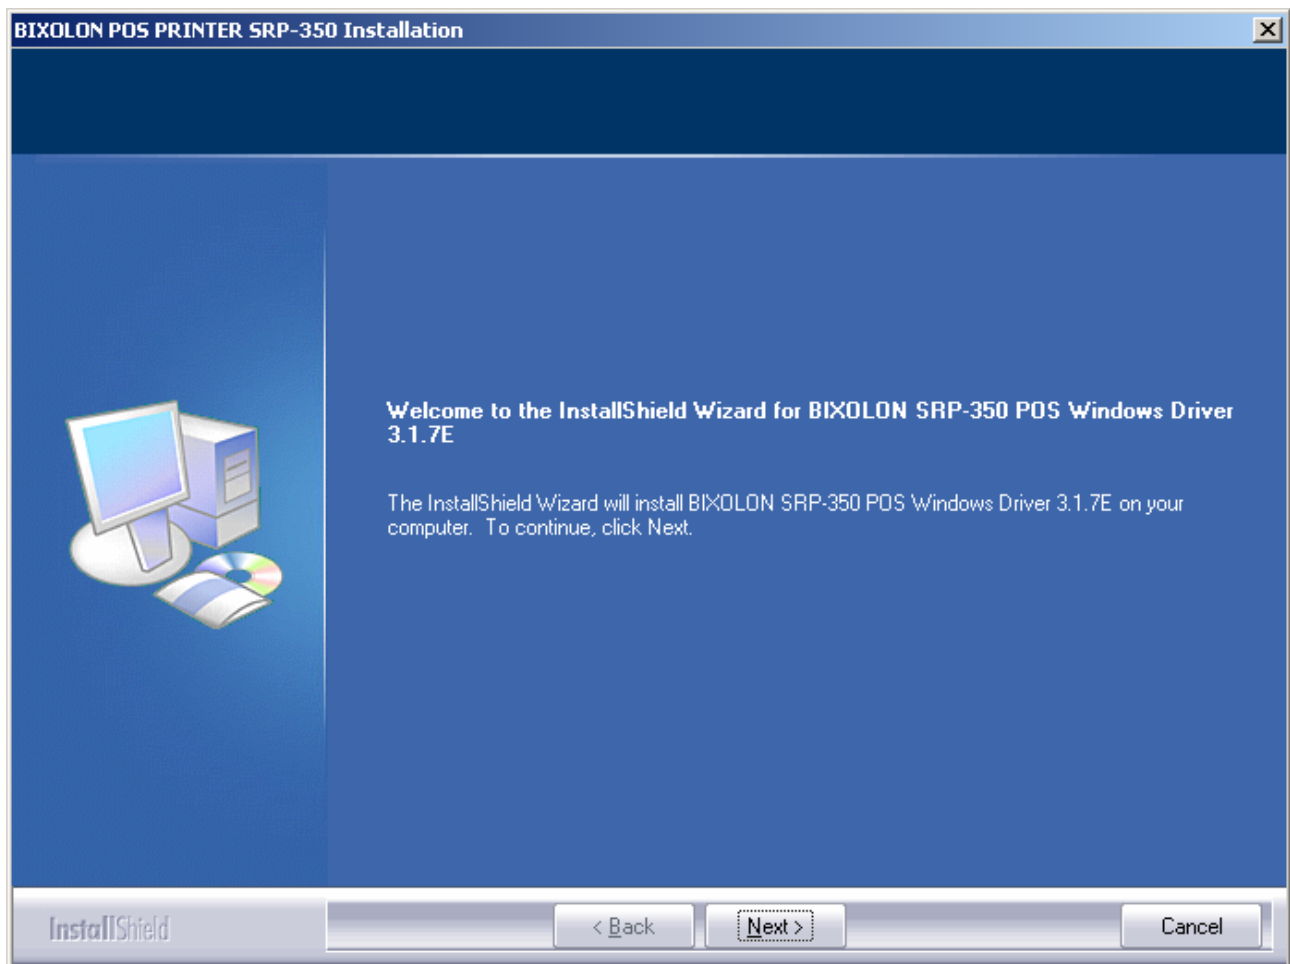 BIXOLON POS PRINTER SRP-350 Installation
Welcome to the InstallShield Wizard for BIXOLON SRP-350 POS Windows Driver
3.1.7E
The InstallShield Wizard will install BIXOLON SRP-350 POS Windows Driver 3.1.7E on your
computer. To continue, click Next.
InstallShield
< Back
Next >
Cancel